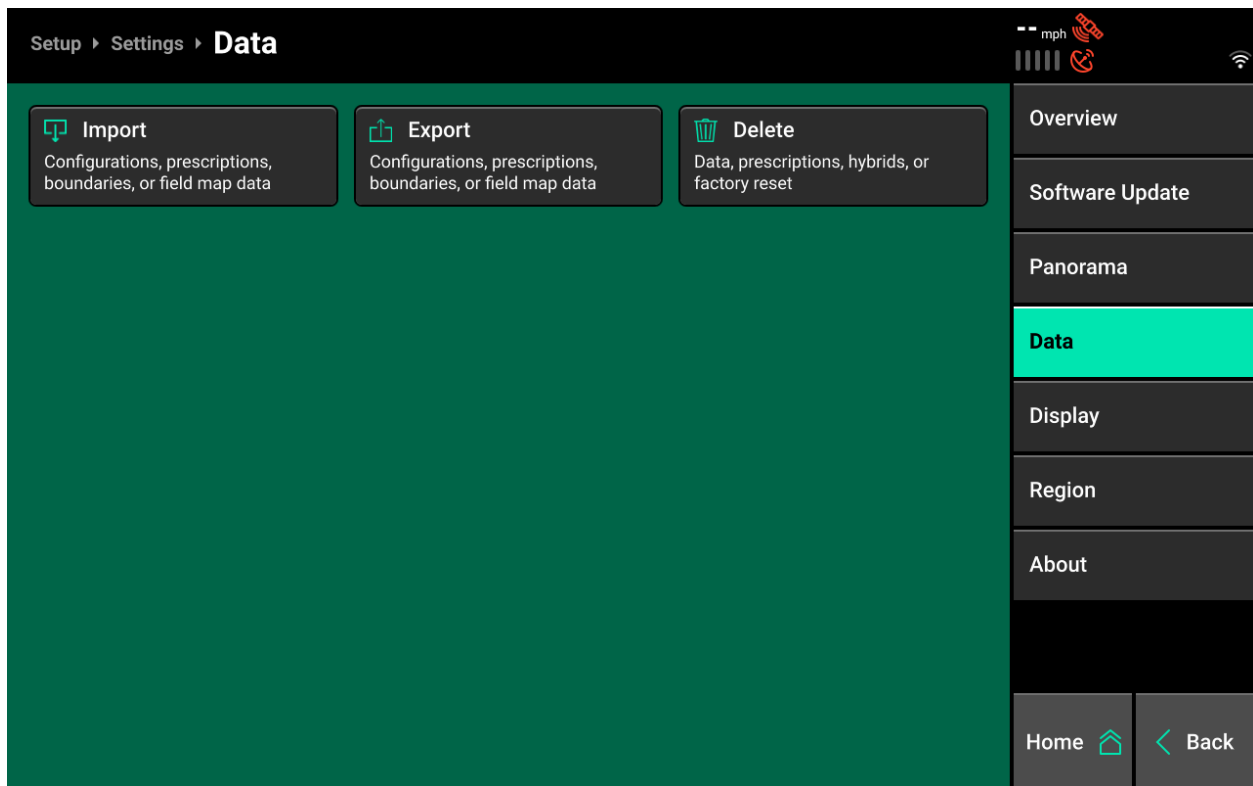 Setup ▸ Settings ▸ Data
-- mph
Import
Configurations, prescriptions,
boundaries, or field map data
Export
Configurations, prescriptions,
boundaries, or field map data
Delete
Data, prescriptions, hybrids, or
factory reset
Overview
Software Update
Panorama
Data
Display
Region
About
Home
Back